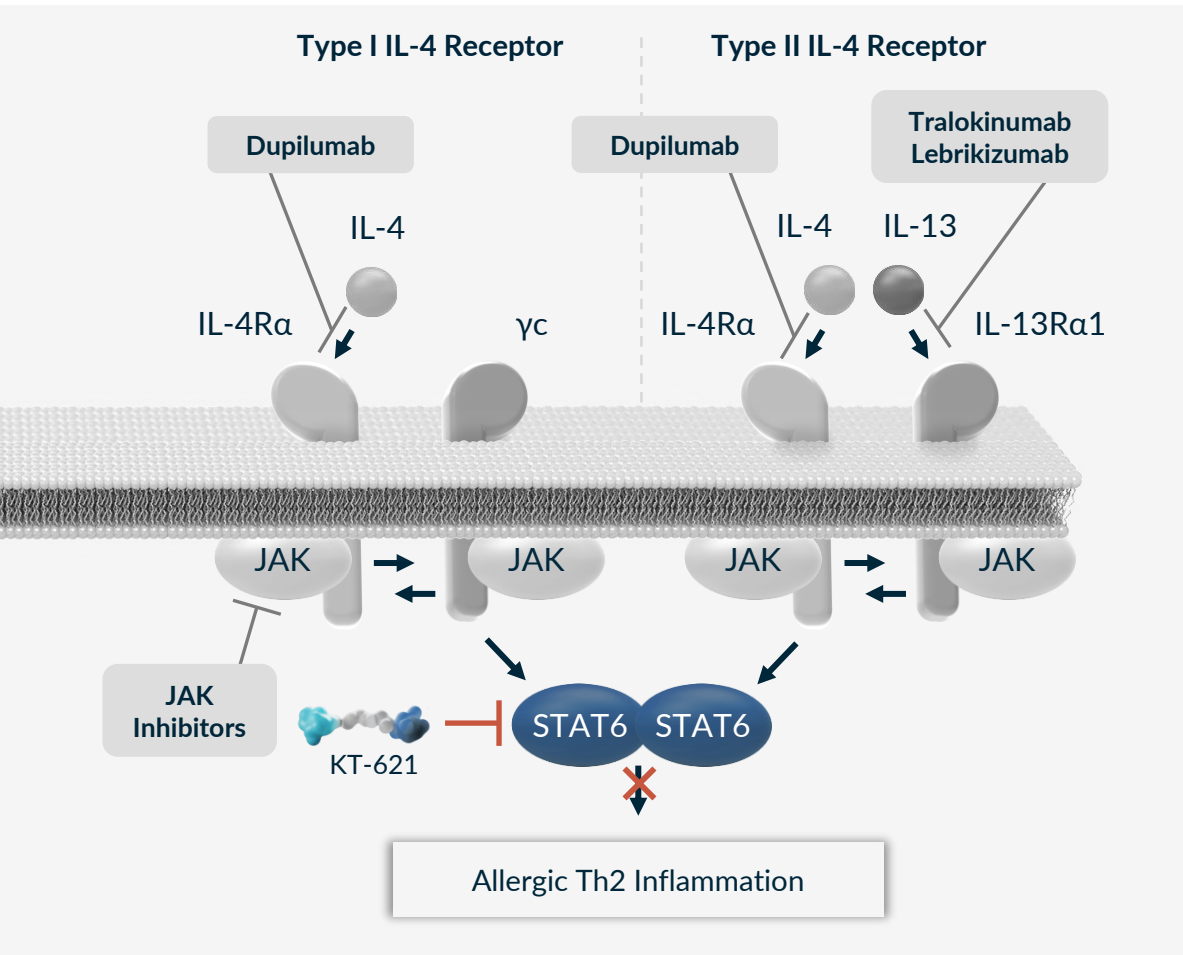 Type I IL-4 Receptor
Type II IL-4 Receptor
Dupilumab
Dupilumab
Tralokinumab
Lebrikizumab
IL-4
IL-4
IL-13
IL-4Rα
γc
IL-4Rα
IL-13Rα1
JAK
JAK
JAK
JAK
JAK
Inhibitors
KT-621
STAT6
STAT6
Allergic Th2 Inflammation